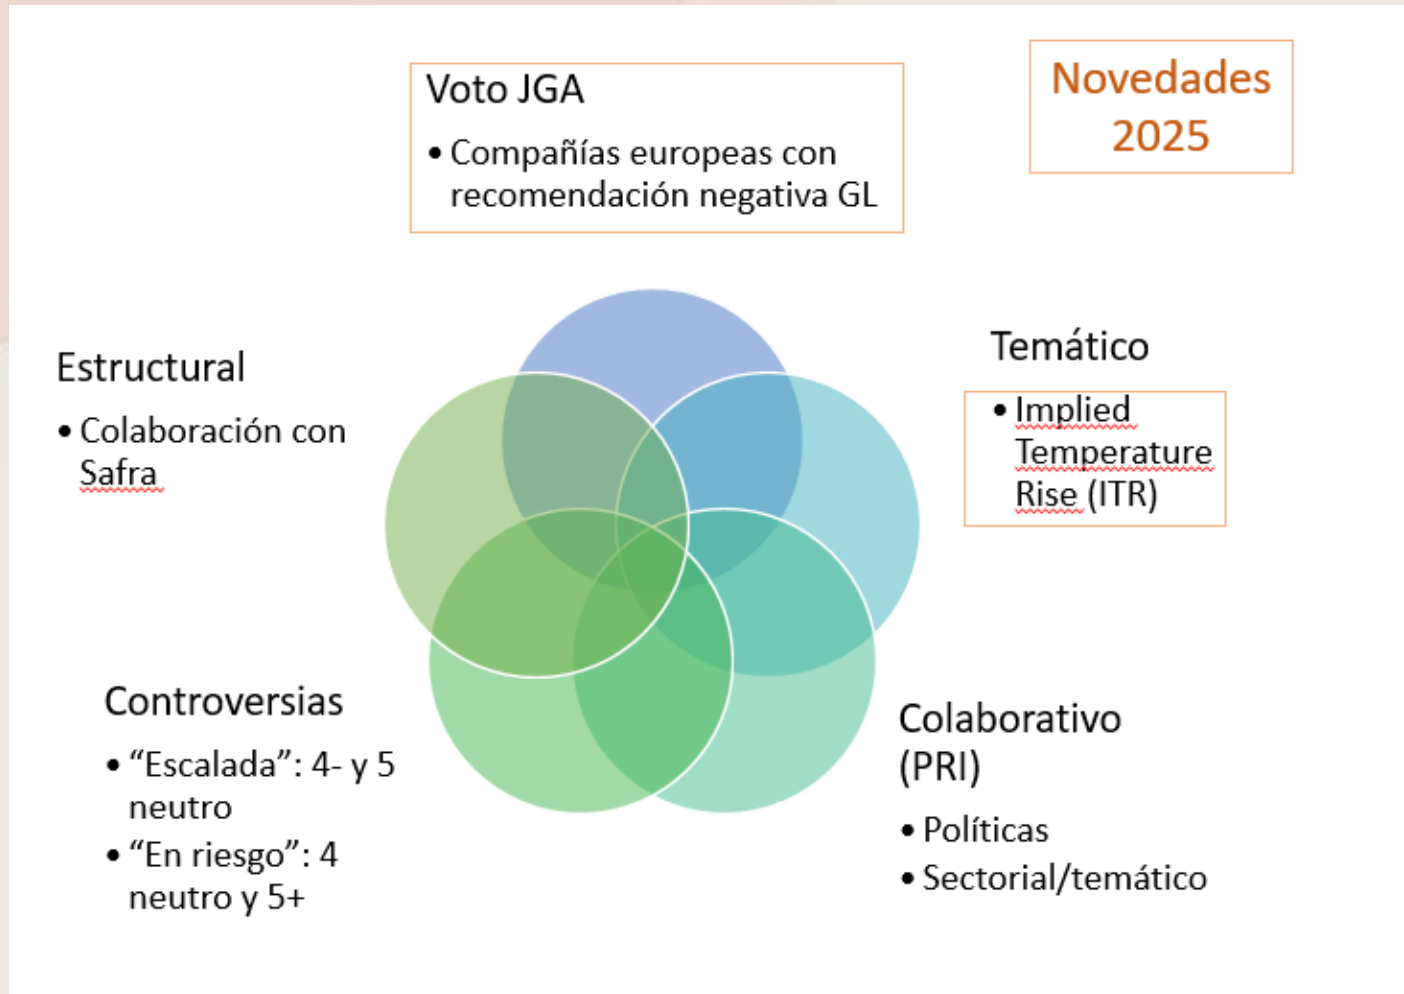 Voto JGA
• Compañías europeas con
recomendación negativa GL
Novedades
2025
Estructural
• Colaboración con
Safra
Temático
• Implied
Temperature
Rise (ITR)
Controversias
• “Escalada”: 4- y 5
neutro
• “En riesgo”: 4
neutro y 5+
Colaborativo
(PRI)
• Políticas
• Sectorial/temático